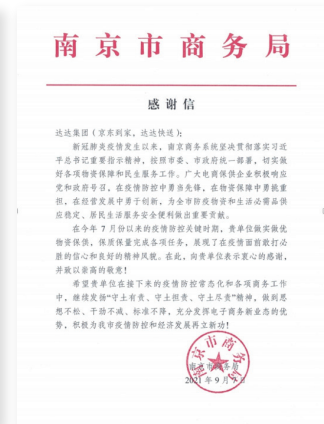 南京市商务局
感谢信
达达集团（京东到家，达达快送）：
新冠肺炎疫情发生以来，南京商务系统坚决贯彻落实习近
平总书记重要指示精神，按照市委、市政府统一部署，切实做
好各项物资保障和民生服务工作。广大电商保供企业积极响应
党和政府号召，在疫情防控中勇当先锋，在物资保障中勇挑重
担，在经营发展中勇于创新，为全市防疫物资和生活必需品供
应稳定、居民生活服务安全便利做出重要贡献。
在今年 7 月份以来的疫情防控关键时期，贵单位做实做优
物资保供，保质保量完成各项任务，展现了在疫情面前敢打必
胜的信心和良好的精神风貌。在此，向贵单位表示衷心的感谢，
并致以崇高的敬意！
希望贵单位在接下来的疫情防控常态化和各项商务工作
中，继续发扬“守土有责、守土担责、守土尽责”精神，做到思
想不松、干劲不减、标准不降，充分发挥电子商务新业态的优
势，积极为我市疫情防控和经济发展再立新功！
南京市商务局
南京市商务局
2021 年 9 月 7 日